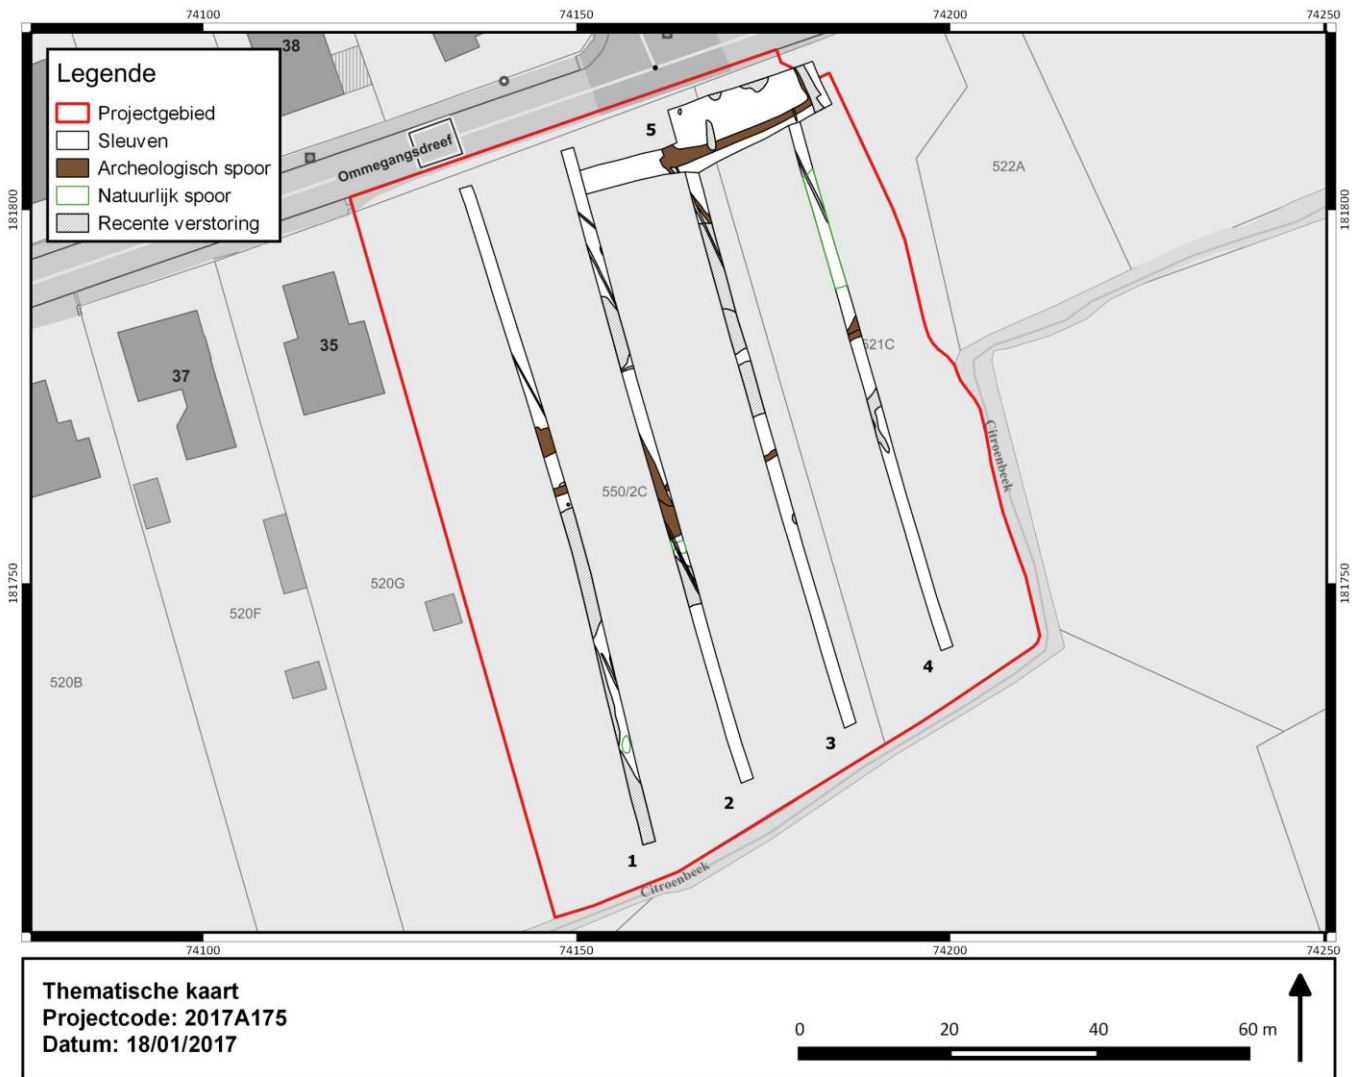 74100 74150 74200 74250
Legende
Projectgebied
Sleuven
Archeologisch spoor
Natuurlijk spoor
Recente verstoring
38
Ommegangsdreef
5
522A
181800 181800
35
37
521C
Citroenbeek
550/2C
181750 181750
520G
520F
520B
4
3
2
1
Citroenbeek
74100 74150 74200 74250
Thematische kaart
Projectcode: 2017A175
Datum: 18/01/2017
0 20 40 60 m